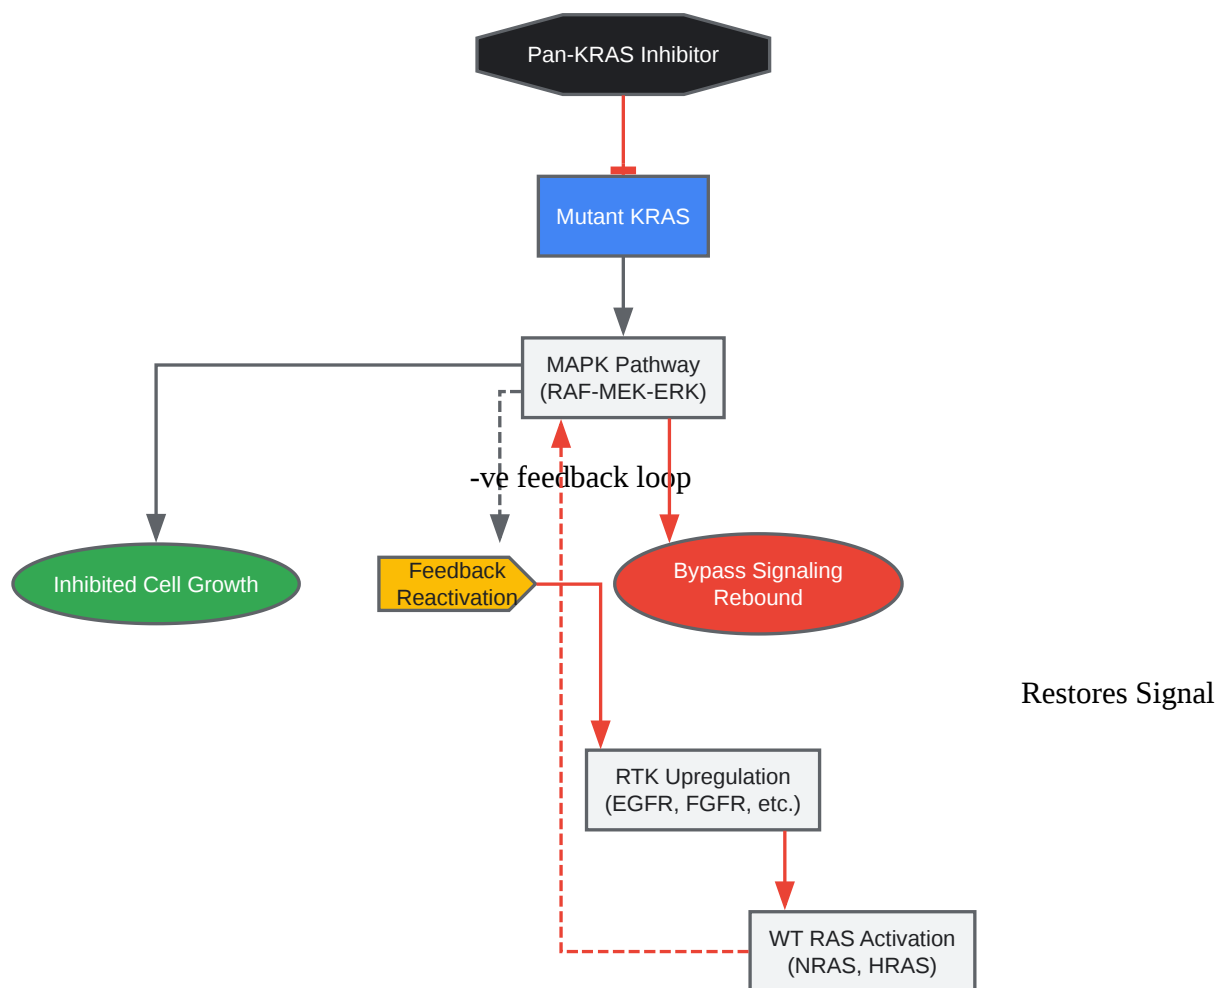 Pan-KRAS Inhibitor
Mutant KRAS
MAPK Pathway
(RAF-MEK-ERK)
-ve feedback loop
Inhibited Cell Growth
Feedback
Reactivation
Bypass Signaling
Rebound
Restores Signal
RTK Upregulation
(EGFR, FGFR, etc.)
WT RAS Activation
(NRAS, HRAS)